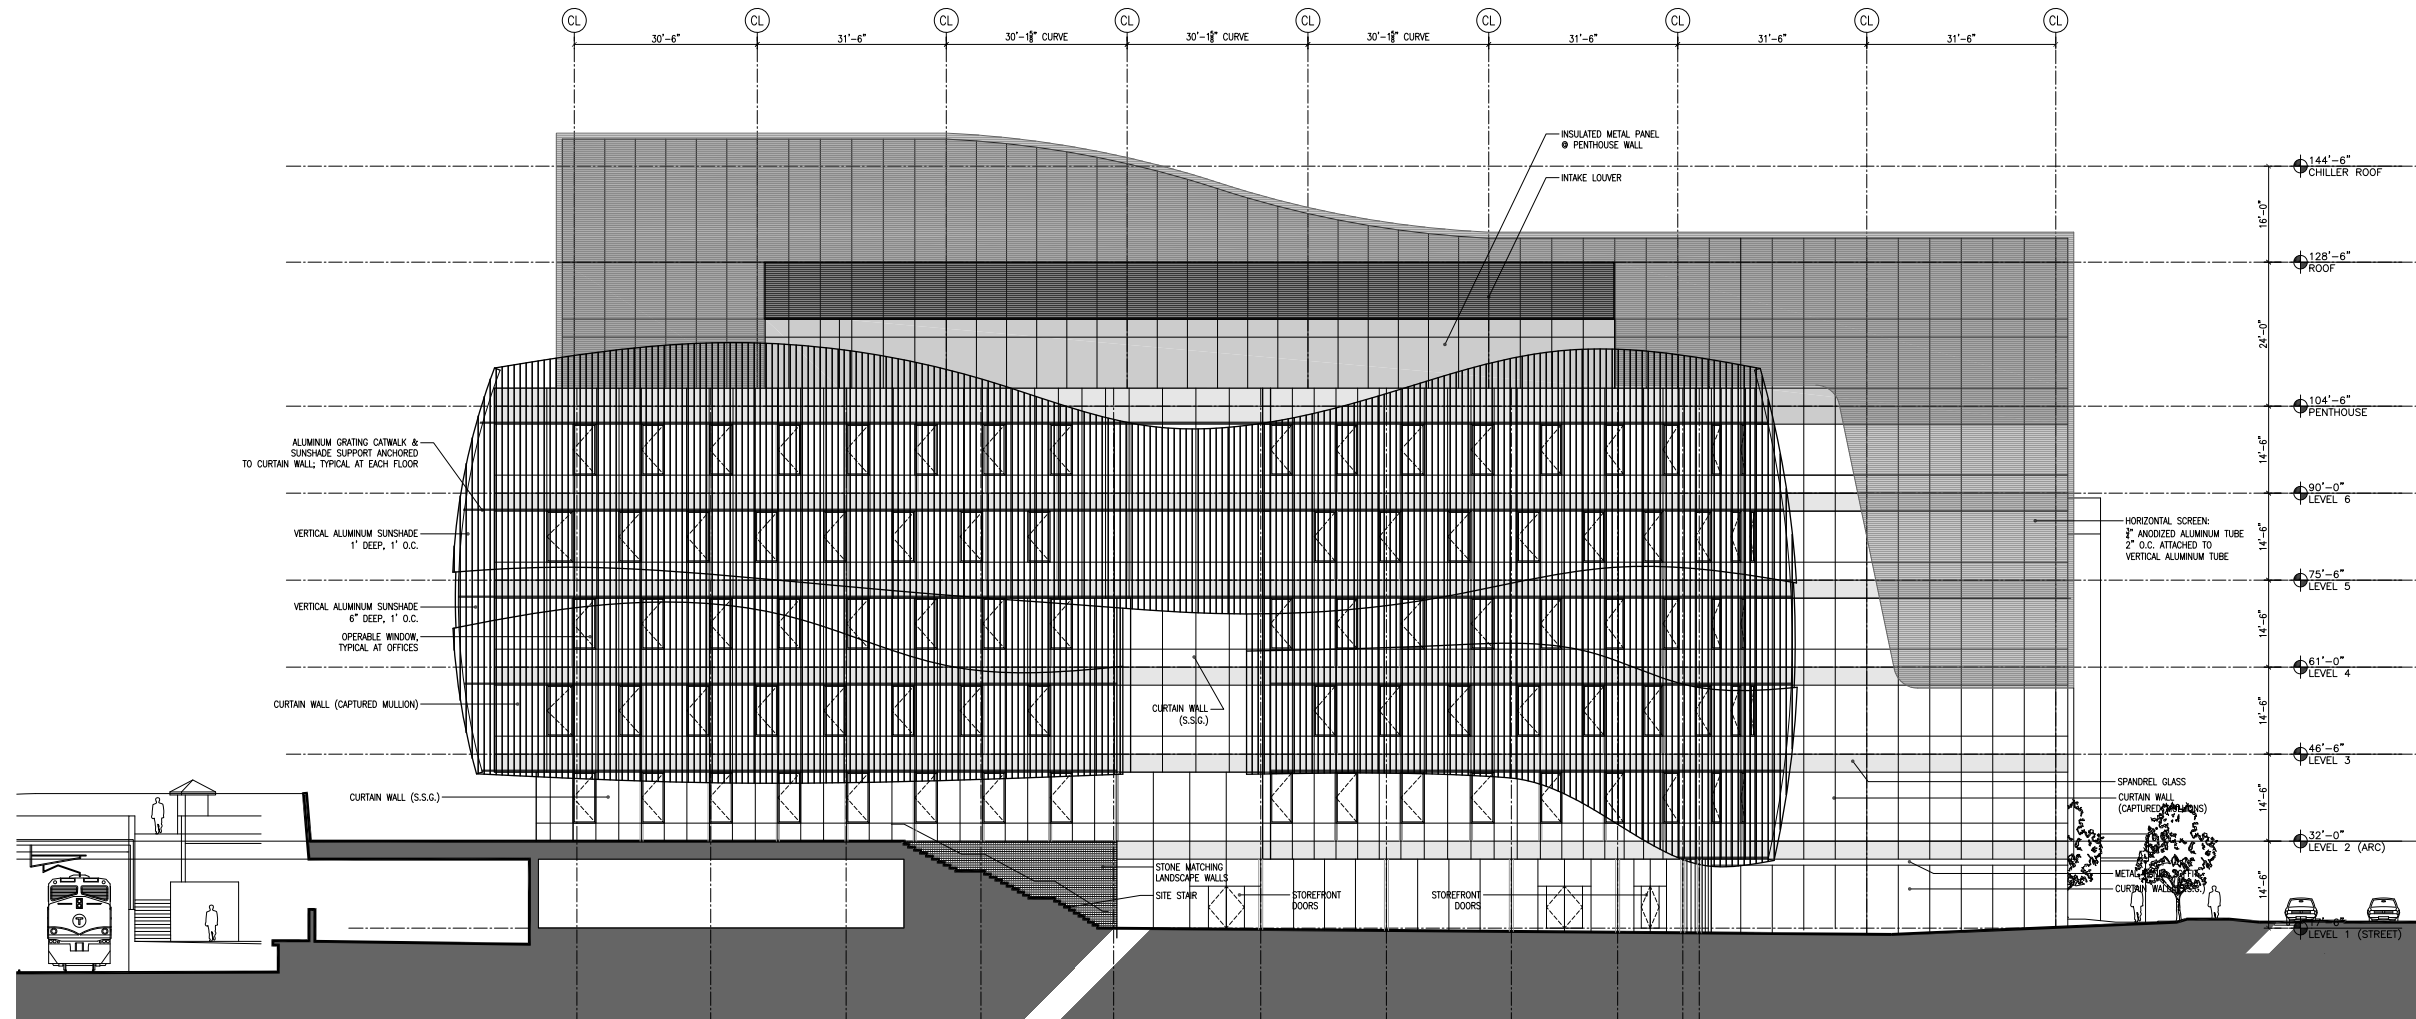 CL CL CL CL CL CL CL CL CL
30'-6" 31'-6" 30'-1⅝" CURVE 30'-1⅝" CURVE 30'-1⅝" CURVE 31'-6" 31'-6" 31'-6"
INSULATED METAL PANEL
@ PENTHOUSE WALL
INTAKE LOUVER
144'-6"
CHILLER ROOF
16'-0"
128'-6"
ROOF
24'-0"
104'-6"
PENTHOUSE
14'-6"
90'-0"
LEVEL 6
14'-6"
75'-6"
LEVEL 5
14'-6"
61'-0"
LEVEL 4
14'-6"
46'-6"
LEVEL 3
14'-6"
32'-0"
LEVEL 2 (ARC)
14'-6"
LEVEL 1 (STREET)
ALUMINUM GRATING CATWALK &
SUNSHADE SUPPORT ANCHORED
TO CURTAIN WALL; TYPICAL AT EACH FLOOR
VERTICAL ALUMINUM SUNSHADE
1' DEEP, 1' O.C.
VERTICAL ALUMINUM SUNSHADE
6" DEEP, 1' O.C.
OPERABLE WINDOW,
TYPICAL AT OFFICES
CURTAIN WALL (CAPTURED MULLION)
CURTAIN WALL (S.S.G.)
CURTAIN WALL
(S.S.G.)
HORIZONTAL SCREEN:
¾" ANODIZED ALUMINUM TUBE
2" O.C. ATTACHED TO
VERTICAL ALUMINUM TUBE
SPANDREL GLASS
CURTAIN WALL
METAL
CURTAIN WALL
STONE MATCHING
LANDSCAPE WALLS
SITE STAIR
STOREFRONT
DOORS
STOREFRONT
DOORS
T